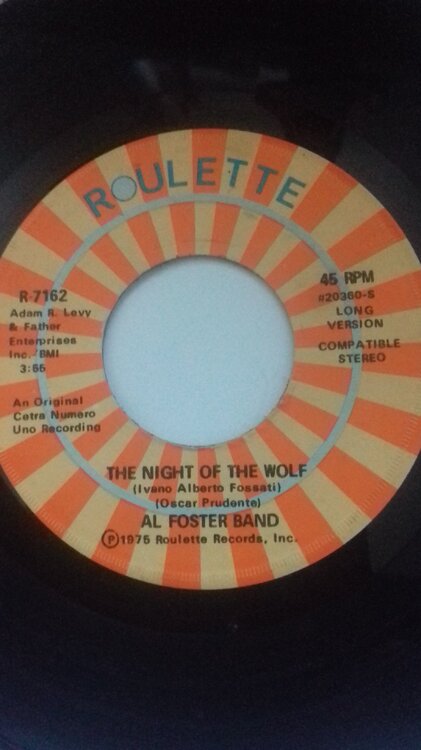 ROULETTE
R-7162
Adam R. Levy
& Father
Enterprises
Inc./BMI
3:55
An Original
Cetra Numero
Uno Recording
45 RPM
#20360-S
LONG
VERSION
COMPATIBLE
STEREO
THE NIGHT OF THE WOLF
(Ivano Alberto Fossati)
(Oscar Prudente)
AL FOSTER BAND
Ⓟ1975 Roulette Records, Inc.